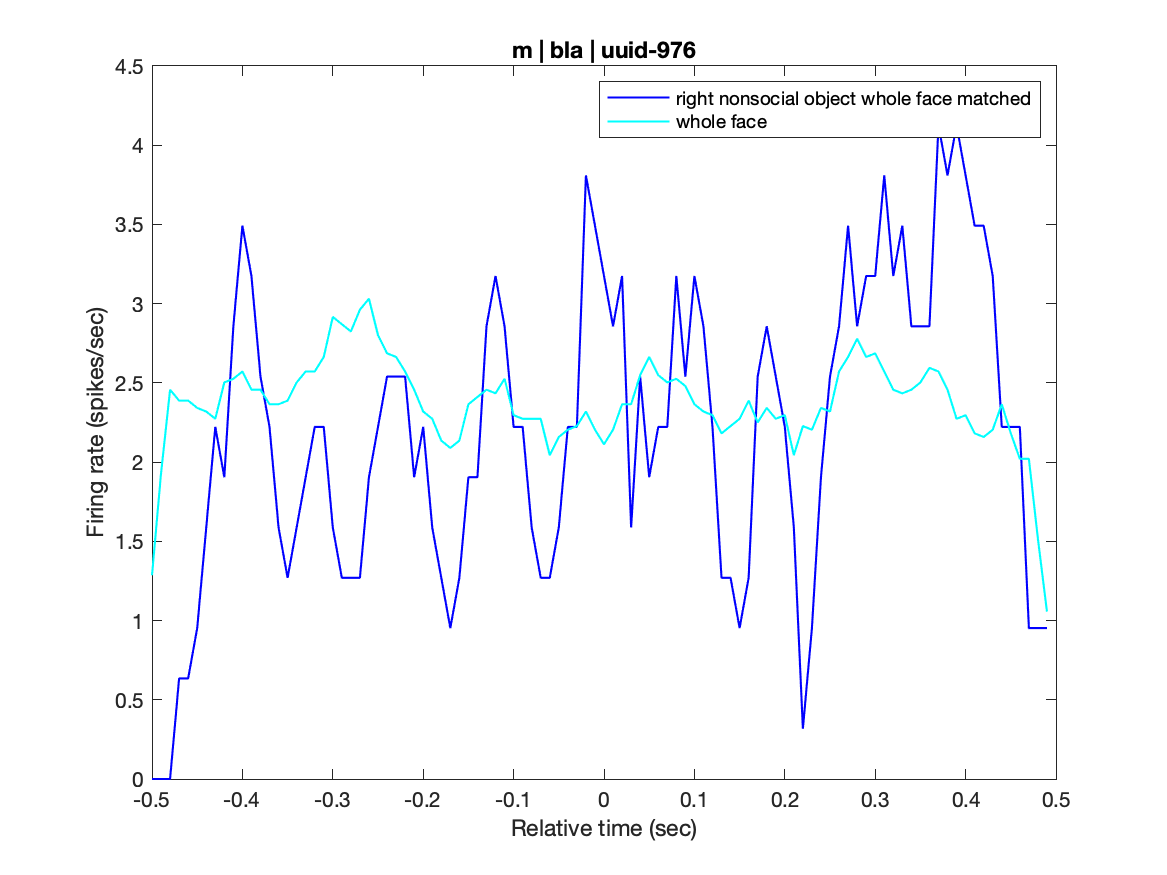 m | bla | uuid-976
right nonsocial object whole face matched
whole face
Firing rate (spikes/sec)
4.5
4
3.5
3
2.5
2
1.5
1
0.5
0
-0.5 -0.4 -0.3 -0.2 -0.1 0 0.1 0.2 0.3 0.4 0.5
Relative time (sec)